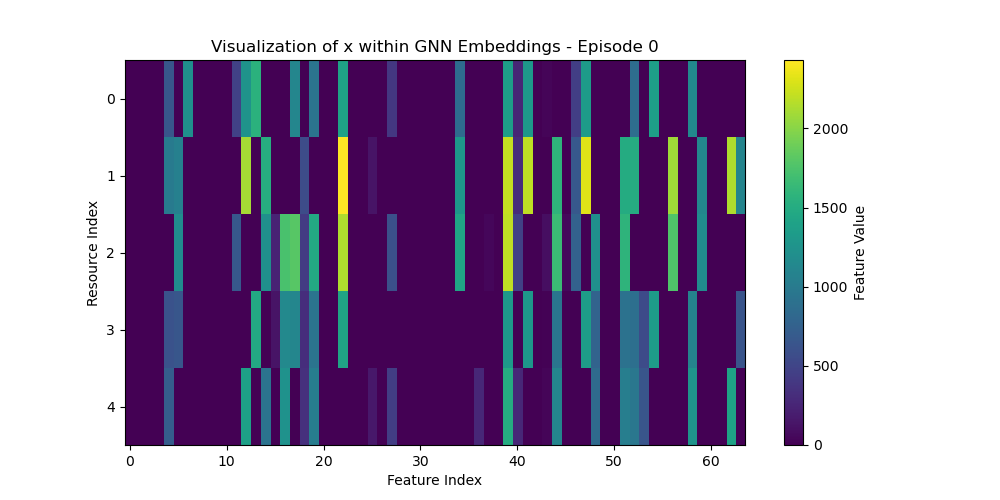 Visualization of x within GNN Embeddings - Episode 0
Resource Index
0
1
2
3
4
0 10 20 30 40 50 60
Feature Index
2000
1500
1000
500
0
Feature Value